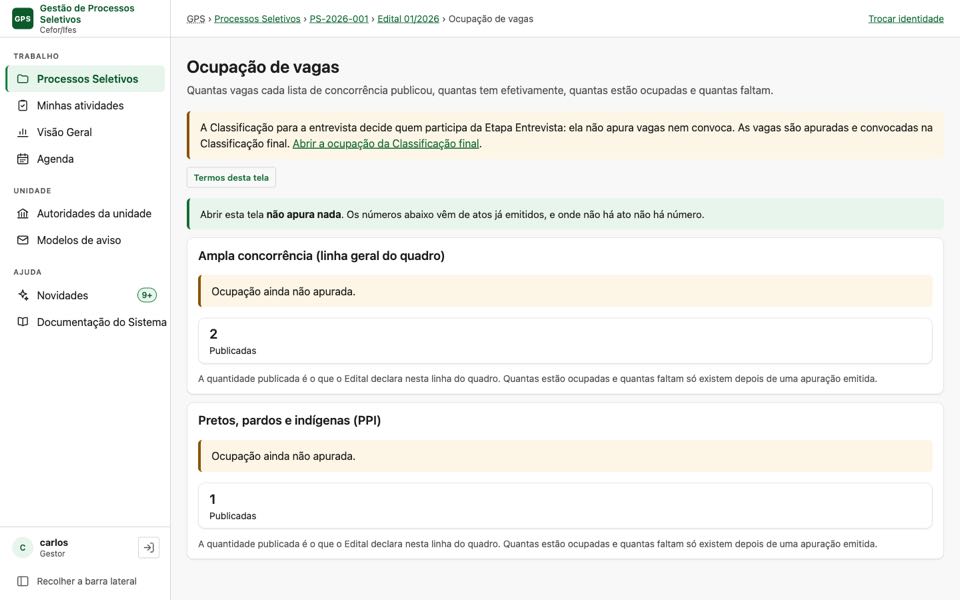 GPS
Gestão de Processos
Seletivos
Cefor/Ifes
GPS › Processos Seletivos › PS-2026-001 › Edital 01/2026 › Ocupação de vagas
Trocar identidade
TRABALHO
Processos Seletivos
Minhas atividades
Visão Geral
Agenda
UNIDADE
Autoridades da unidade
Modelos de aviso
AJUDA
Novidades 9+
Documentação do Sistema
C
carlos
Gestor
Recolher a barra lateral
Ocupação de vagas
Quantas vagas cada lista de concorrência publicou, quantas tem efetivamente, quantas estão ocupadas e quantas faltam.
A Classificação para a entrevista decide quem participa da Etapa Entrevista: ela não apura vagas nem convoca. As vagas são apuradas e convocadas na
Classificação final. Abrir a ocupação da Classificação final.
Termos desta tela
Abrir esta tela não apura nada. Os números abaixo vêm de atos já emitidos, e onde não há ato não há número.
Ampla concorrência (linha geral do quadro)
Ocupação ainda não apurada.
2
Publicadas
A quantidade publicada é o que o Edital declara nesta linha do quadro. Quantas estão ocupadas e quantas faltam só existem depois de uma apuração emitida.
Pretos, pardos e indígenas (PPI)
Ocupação ainda não apurada.
1
Publicadas
A quantidade publicada é o que o Edital declara nesta linha do quadro. Quantas estão ocupadas e quantas faltam só existem depois de uma apuração emitida.